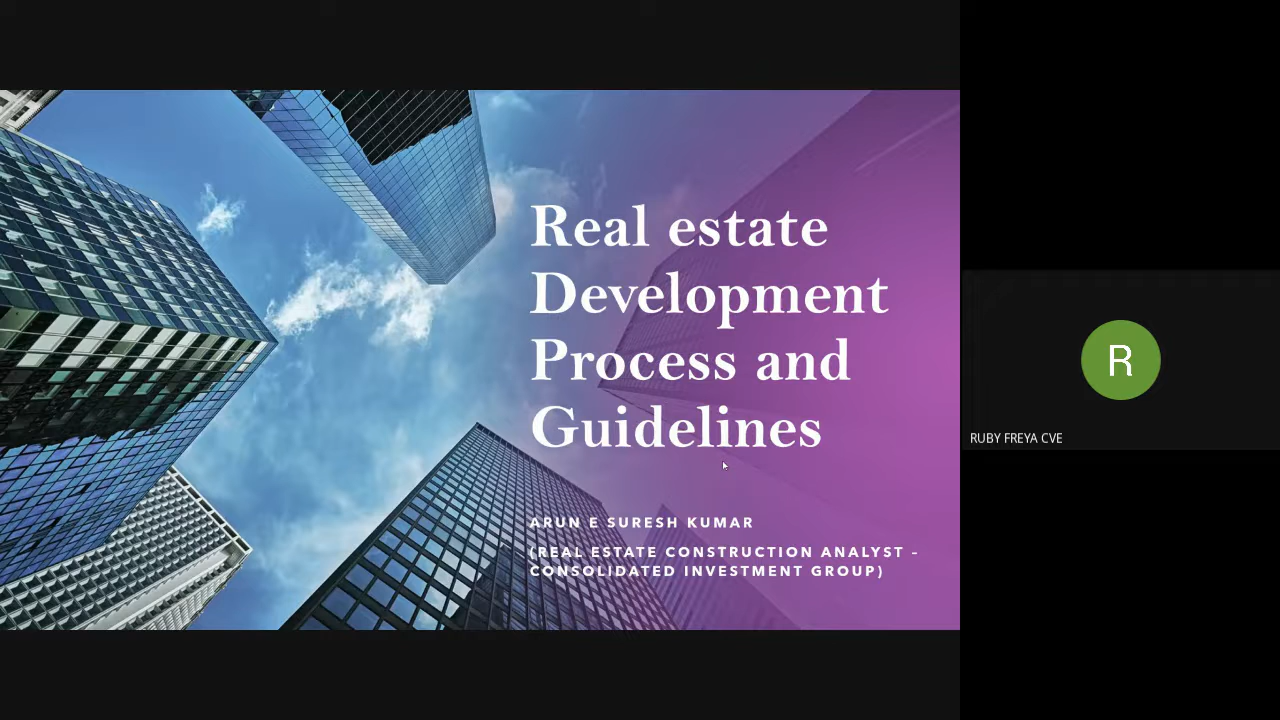 Real estate
Development
Process and
Guidelines
ARUN E SURESH KUMAR
(REAL ESTATE CONSTRUCTION ANALYST –
CONSOLIDATED INVESTMENT GROUP)
R
RUBY FREYA CVE